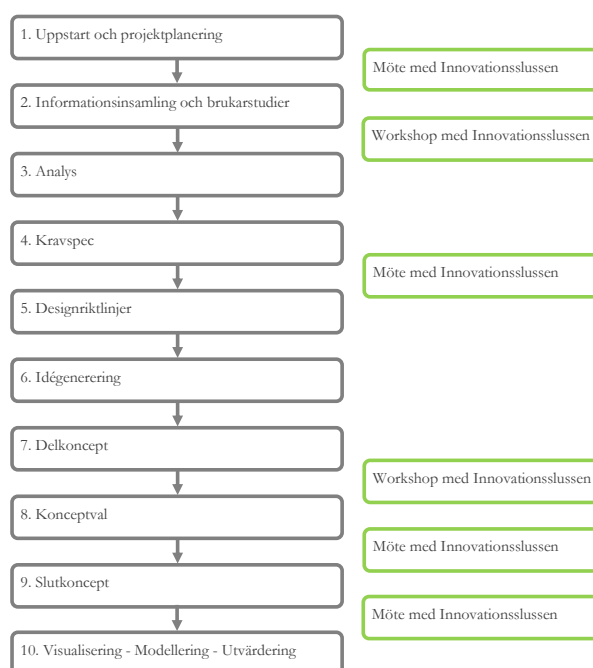 1. Uppstart och projektplanering
Möte med Innovationsslussen
2. Informationsinsamling och brukarstudier
Workshop med Innovationsslussen
3. Analys
4. Kravspec
Möte med Innovationsslussen
5. Designriktlinjer
6. Idégenerering
7. Delkoncept
Workshop med Innovationsslussen
8. Konceptval
Möte med Innovationsslussen
9. Slutkoncept
Möte med Innovationsslussen
10. Visualisering - Modellering - Utvärdering